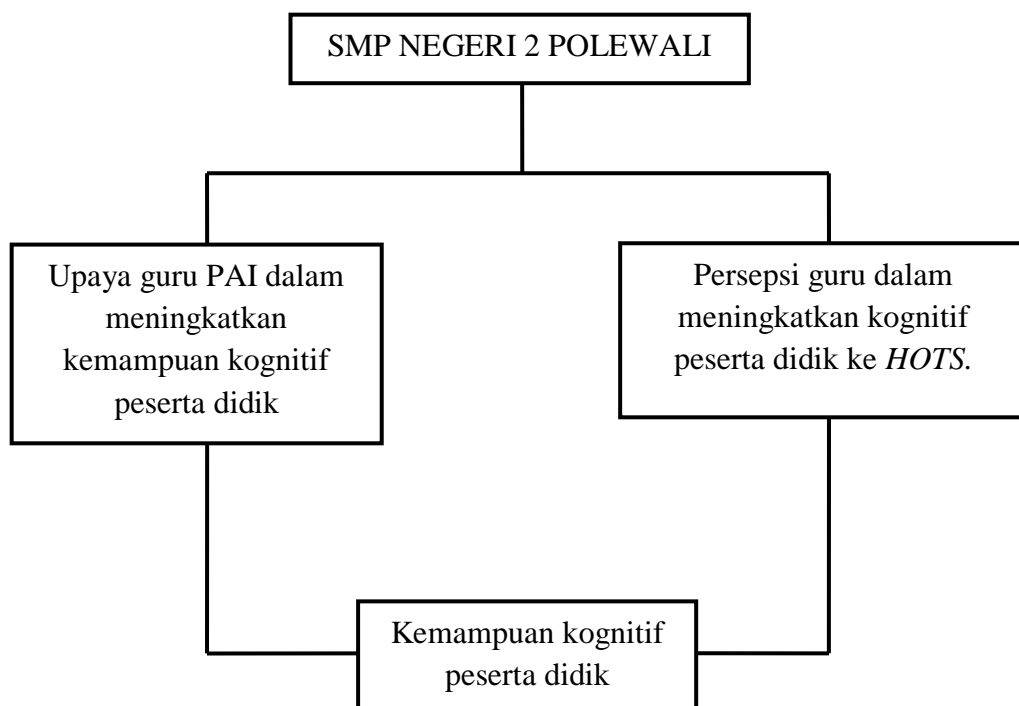 SMP NEGERI 2 POLEWALI
Upaya guru PAI dalam
meningkatkan
kemampuan kognitif
peserta didik
Persepsi guru dalam
meningkatkan kognitif
peserta didik ke HOTS.
Kemampuan kognitif
peserta didik